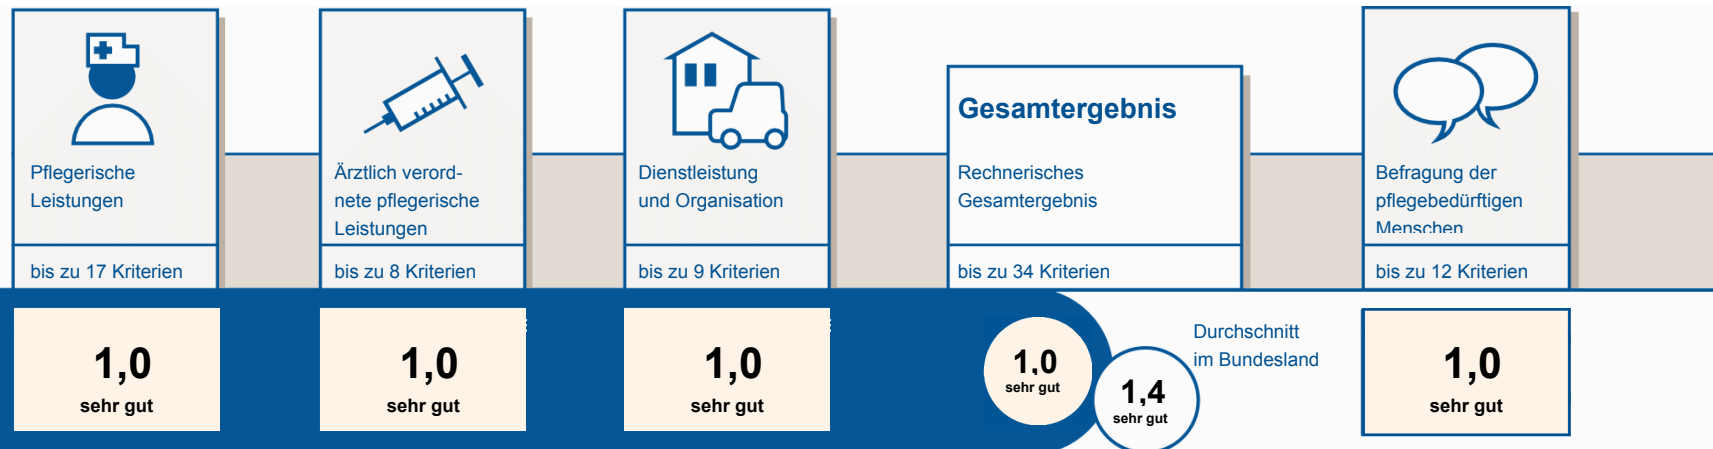 Pflegerische
Leistungen
bis zu 17 Kriterien
1,0
sehr gut
Ärztlich verord-
nete pflegerische
Leistungen
bis zu 8 Kriterien
1,0
sehr gut
Dienstleistung
und Organisation
bis zu 9 Kriterien
1,0
sehr gut
Gesamtergebnis
Rechnerisches
Gesamtergebnis
bis zu 34 Kriterien
1,0
sehr gut
1,4
sehr gut
Durchschnitt
im Bundesland
Befragung der
pflegebedürftigen
Menschen
bis zu 12 Kriterien
1,0
sehr gut